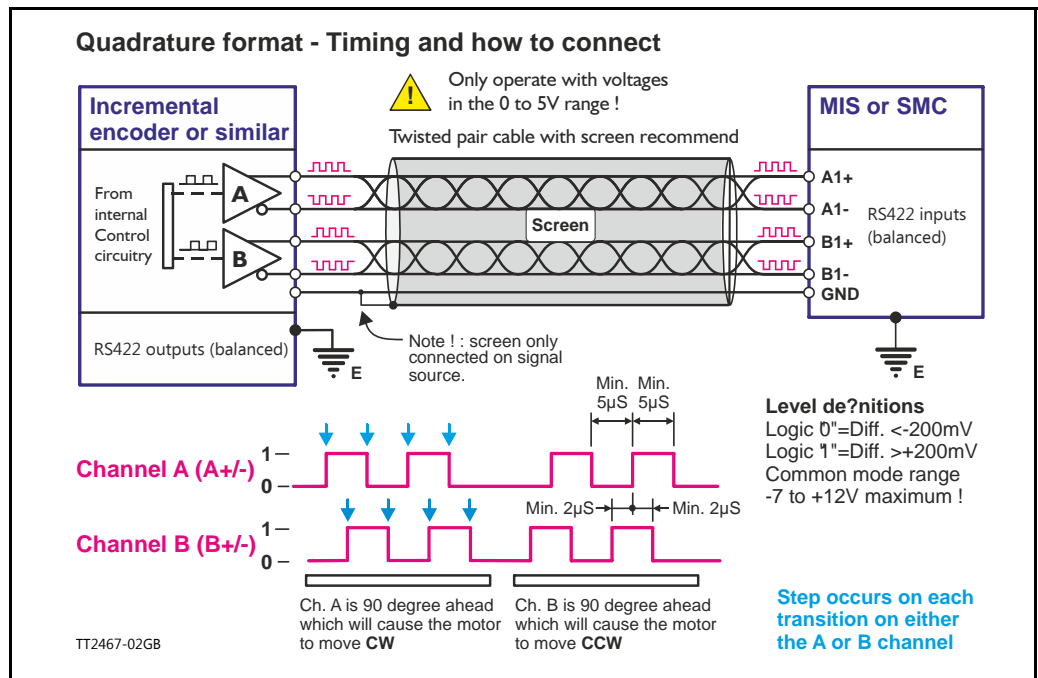 Quadrature format - Timing and how to connect
! Only operate with voltages
in the 0 to 5V range !
Incremental
encoder or similar
MIS or SMC
Twisted pair cable with screen recommend
From
internal
Control
circuitry
A
B
Screen
A1+
A1-
B1+
B1-
GND
RS422 inputs
(balanced)
RS422 outputs (balanced)
E
Note ! : screen only
connected on signal
source.
E
Min. Min.
5µS 5µS
Level de?nitions
Logic "0"=Diff. <-200mV
Logic "1"=Diff. >+200mV
Common mode range
-7 to +12V maximum !
Channel A (A+/-)
1
0
Min. 2µS Min. 2µS
Channel B (B+/-)
1
0
Ch. A is 90 degree ahead
which will cause the motor
to move CW
Ch. B is 90 degree ahead
which will cause the motor
to move CCW
Step occurs on each
transition on either
the A or B channel
TT2467-02GB